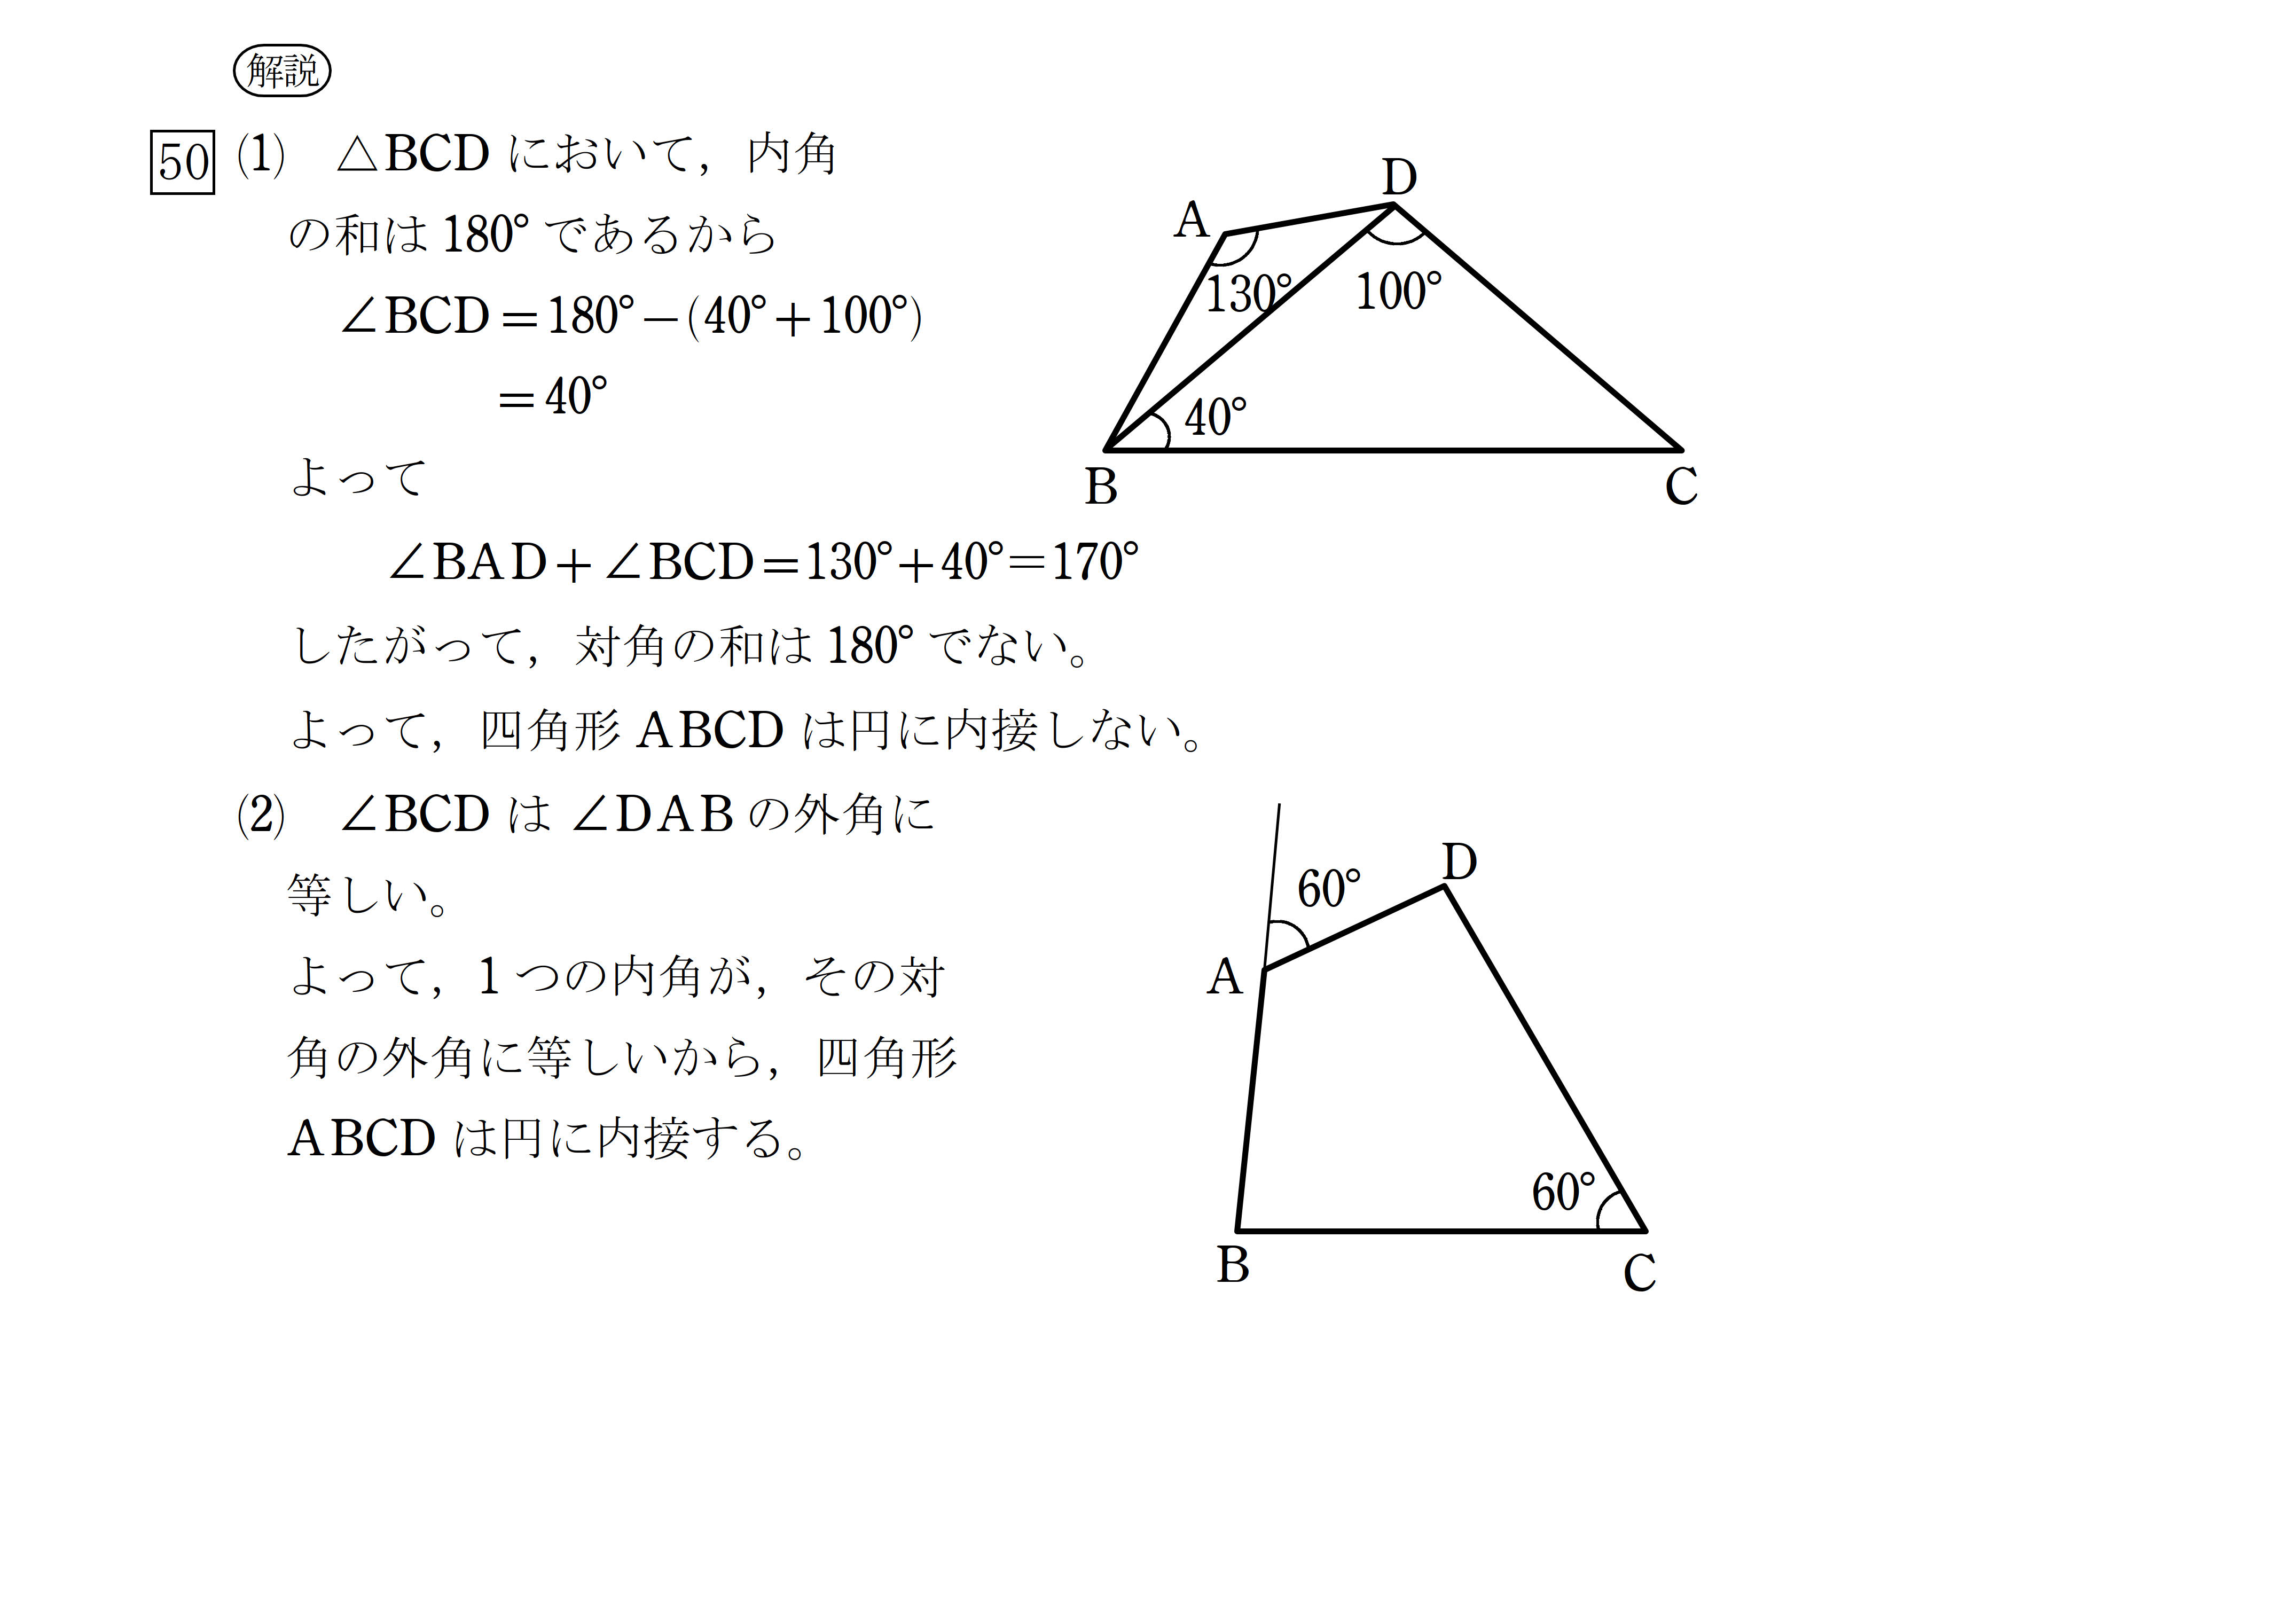 解説
50 (1) △BCD において，内角
の和は 180° であるから
∠BCD＝180°－(40°＋100°)
＝40°
よって
∠BAD＋∠BCD＝130°＋40°＝170°
したがって，対角の和は 180° でない。
よって，四角形 ABCD は円に内接しない。
D
A
130°
100°
40°
B
C
(2) ∠BCD は ∠DAB の外角に
等しい。
よって，1 つの内角が，その対
角の外角に等しいから，四角形
ABCD は円に内接する。
D
60°
A
60°
B
C